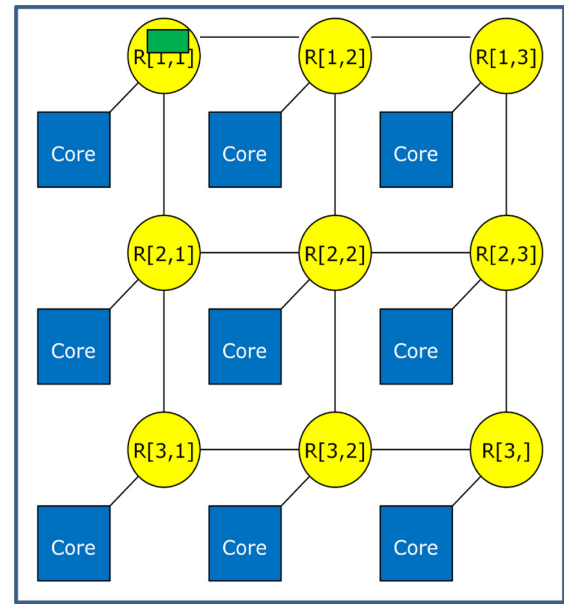 R[1,1]
R[1,2]
R[1,3]
Core
Core
Core
R[2,1]
R[2,2]
R[2,3]
Core
Core
Core
R[3,1]
R[3,2]
R[3,]
Core
Core
Core